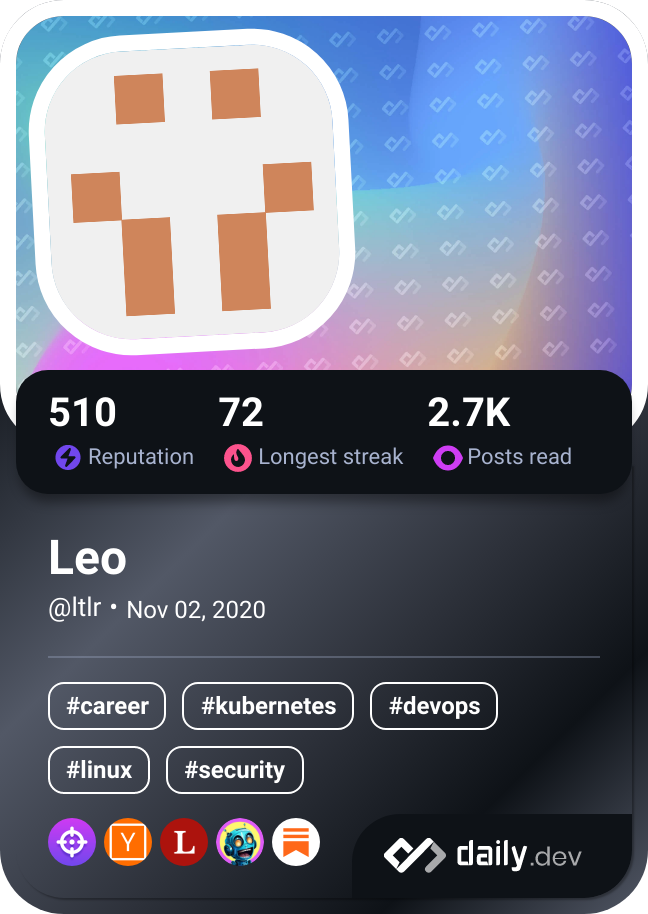 510 72 2.7K
Reputation Longest streak Posts read
Leo
@ltlr • Nov 02, 2020
#career #kubernetes #devops
#linux #security
Y L daily.dev